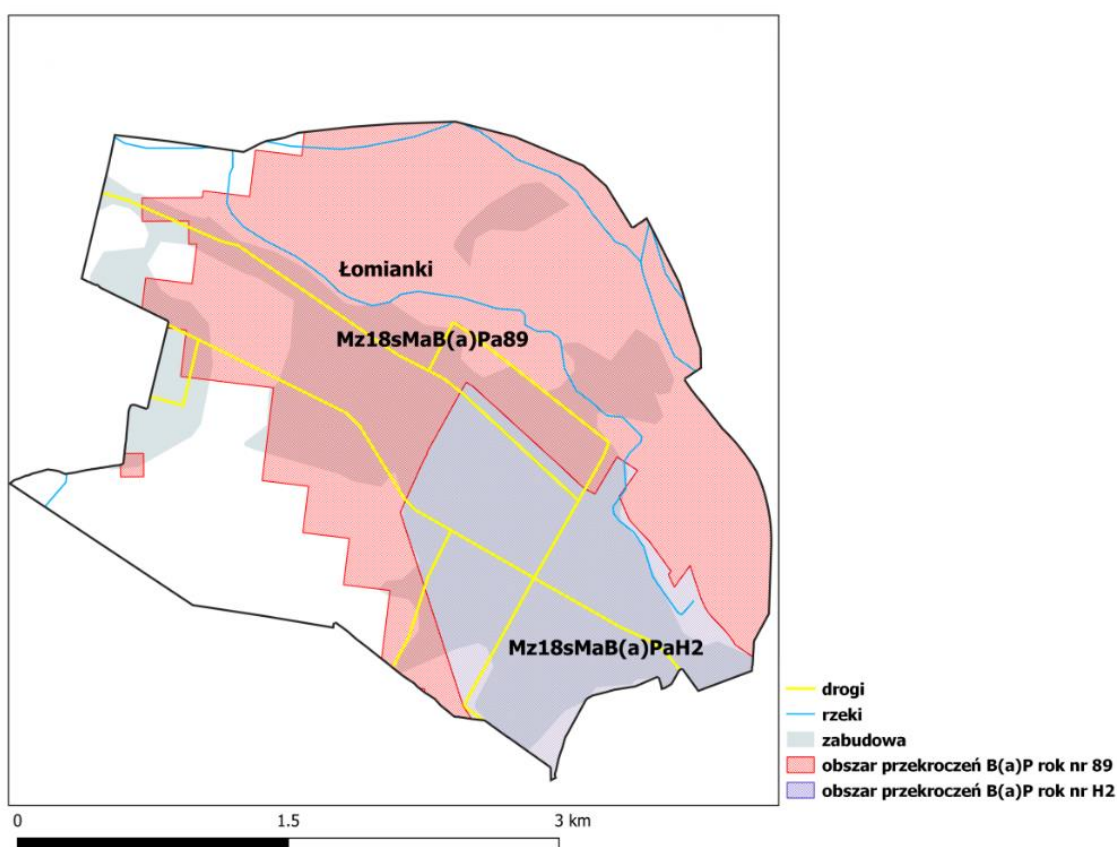 Łomianki
Mz18sMaB(a)Pa89
Mz18sMaB(a)PaH2
drogi
rzeki
zabudowa
obszar przekroczeń B(a)P rok nr 89
obszar przekroczeń B(a)P rok nr H2
0 1.5 3 km